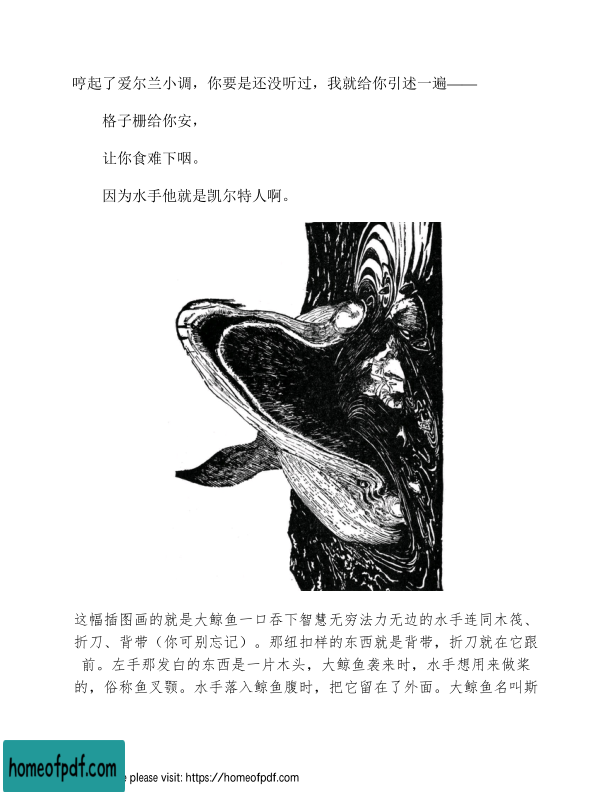 哼起了爱尔兰小调，你要是还没听过，我就给你引述一遍——
格子栅给你安，
让你食难下咽。
因为水手他就是凯尔特人啊。
这幅插图画的就是大鲸鱼一口吞下智慧无穷法力无边的水手连同木筏、
折刀、背带（你可别忘记）。那纽扣样的东西就是背带，折刀就在它跟
前。左手那发白的东西是一片木头，大鲸鱼袭来时，水手想用来做桨
的，俗称鱼叉颚。水手落入鲸鱼腹时，把它留在了外面。大鲸鱼名叫斯
homeofpdf.com
e please visit: https://homeofpdf.com